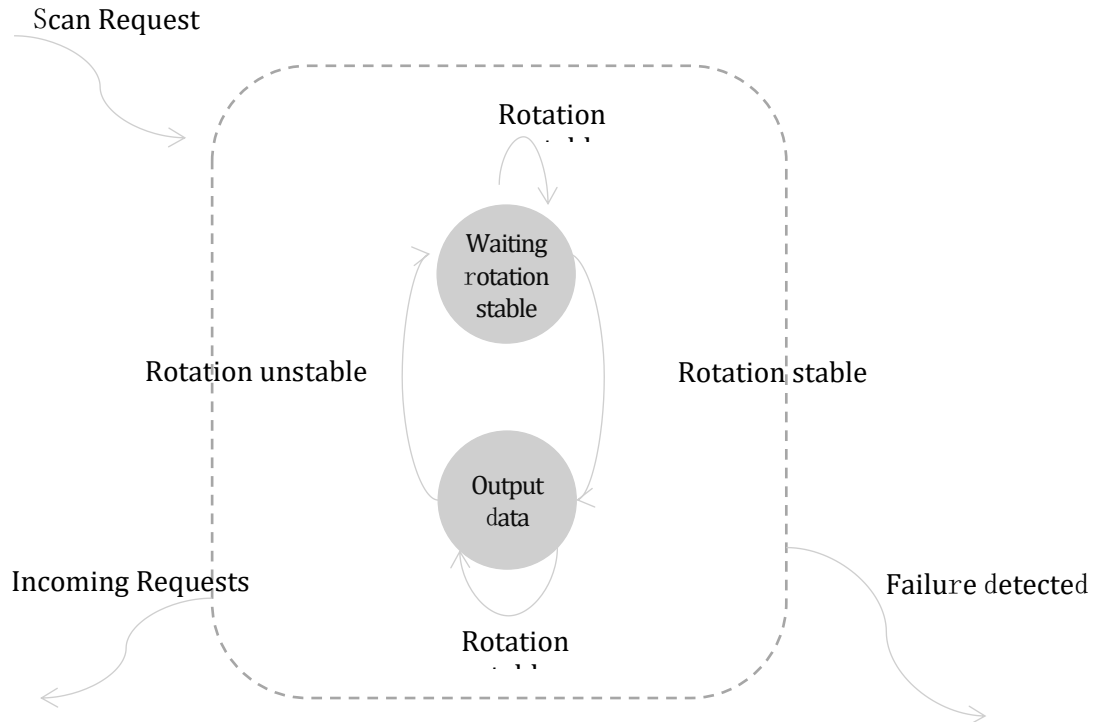 Scan Request
Rotation
Waiting
rotation
stable
Rotation unstable
Rotation stable
Output
data
Incoming Requests
Failure detected
Rotation